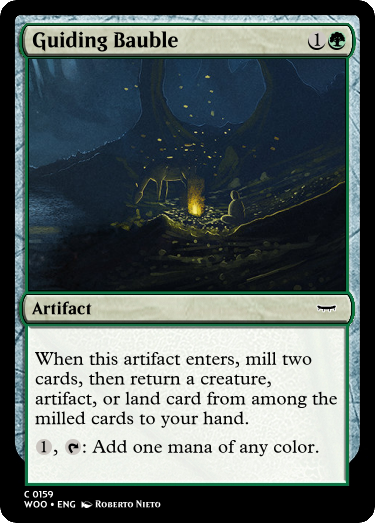 Guiding Bauble 1
Artifact
When this artifact enters, mill two
cards, then return a creature,
artifact, or land card from among the
milled cards to your hand.
1, : Add one mana of any color.
C 0159
WOO • ENG Roberto Nieto